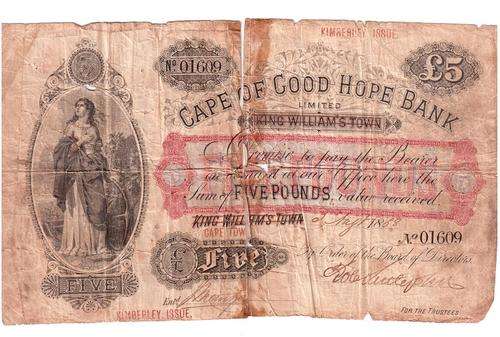 KIMBERLEY ISSUE.
Nº 01609
£5
CAPE OF GOOD HOPE BANK
LIMITED
KING WILLIAM'S TOWN
Promise to pay the Bearer
on Demand at our Office here the
Sum of FIVE POUNDS, value received
KING WILLIAM'S TOWN
CAPE TOWN
Nº 01609
£ Five
By Order of the Board of Directors,
FIVE
Entd
KIMBERLEY ISSUE.
FOR THE TRUSTEES